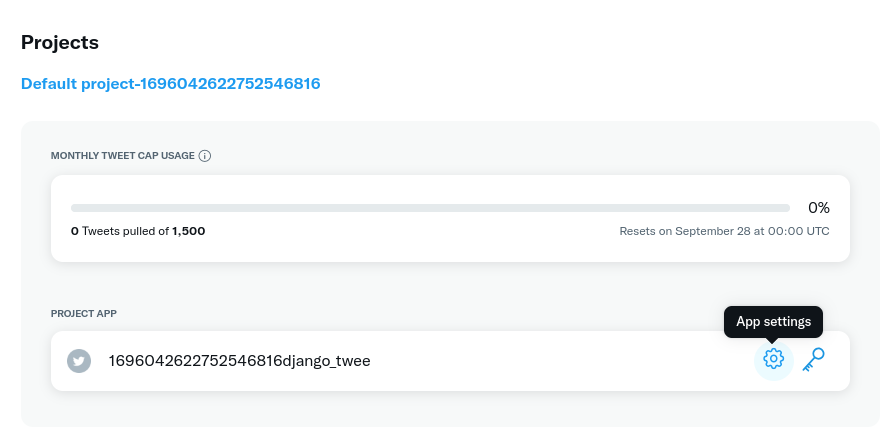 Projects
Default project-1696042622752546816
MONTHLY TWEET CAP USAGE
0%
0 Tweets pulled of 1,500
Resets on September 28 at 00:00 UTC
PROJECT APP
App settings
1696042622752546816django_twee